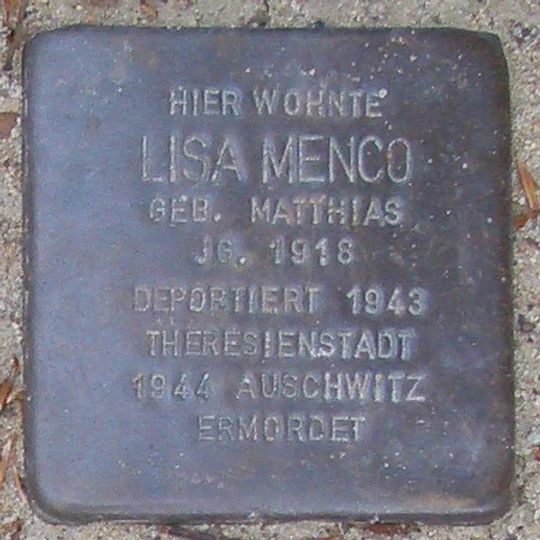 HIER WOHNTE
LISA MENCO
GEB. MATTHIAS
JG. 1918
DEPORTIERT 1943
THERESIENSTADT
1944 AUSCHWITZ
ERMORDET